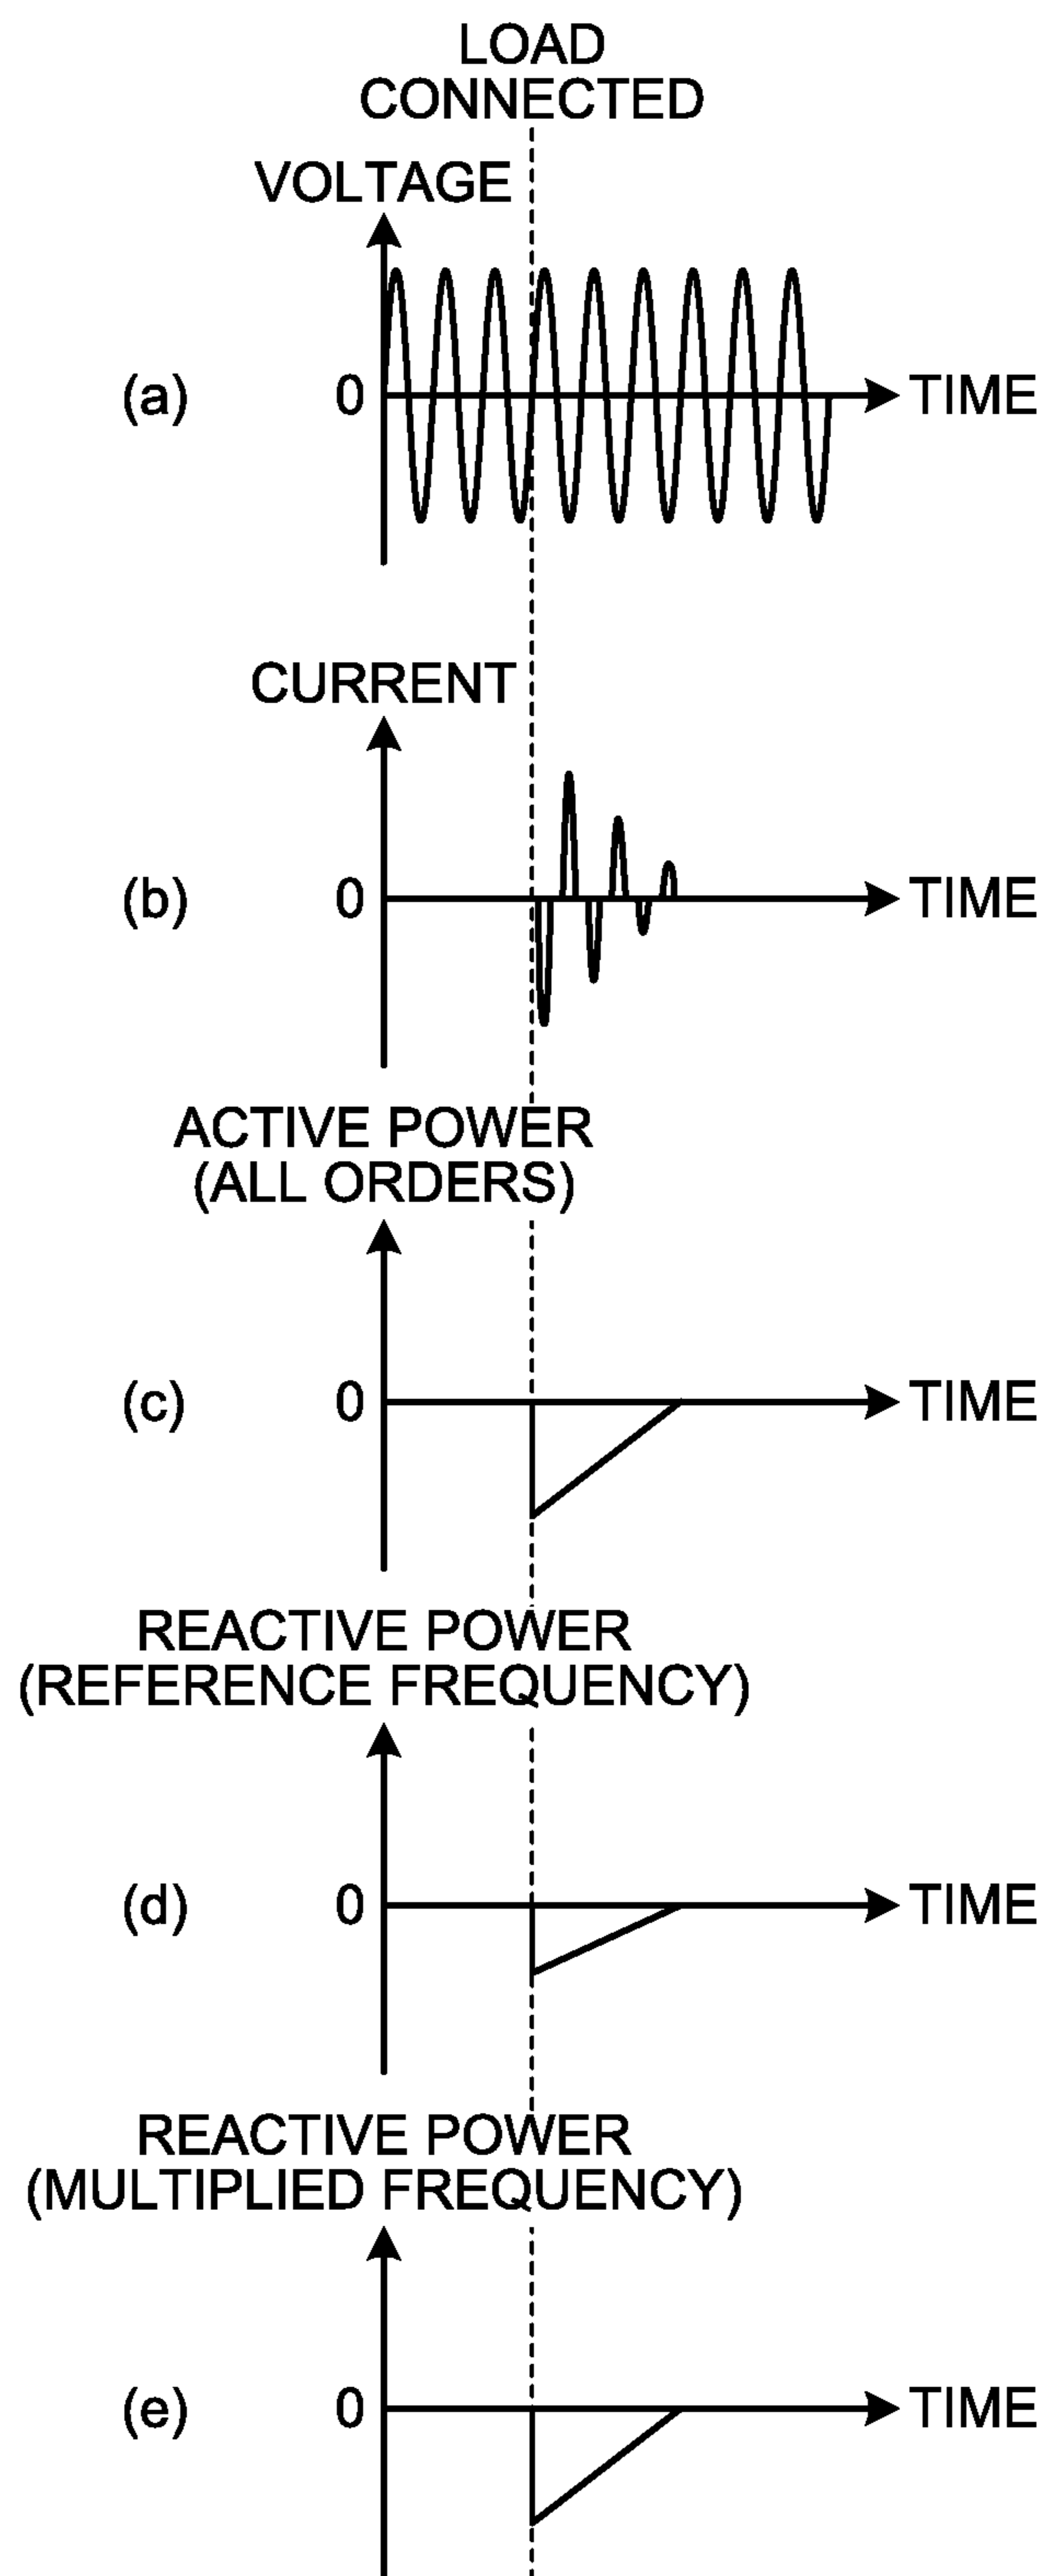 LOAD
CONNECTED
VOLTAGE
(a) 0 TIME
CURRENT
(b) 0 TIME
ACTIVE POWER
(ALL ORDERS)
(c) 0 TIME
REACTIVE POWER
(REFERENCE FREQUENCY)
(d) 0 TIME
REACTIVE POWER
(MULTIPLIED FREQUENCY)
(e) 0 TIME